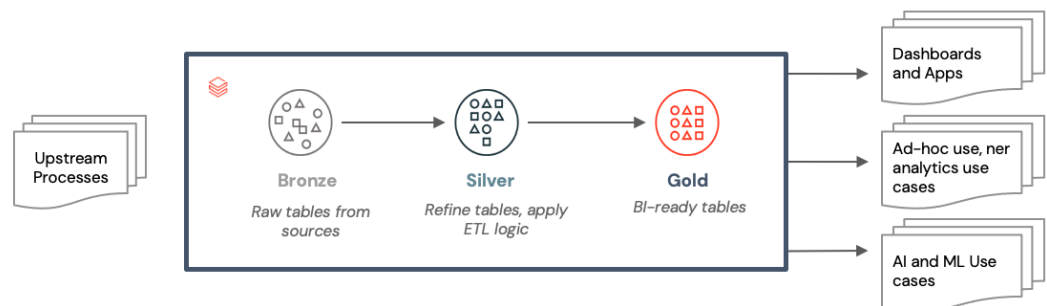 Upstream
Processes
Bronze
Raw tables from
sources
Silver
Refine tables, apply
ETL logic
Gold
BI-ready tables
Dashboards
and Apps
Ad-hoc use, ner
analytics use
cases
AI and ML Use
cases